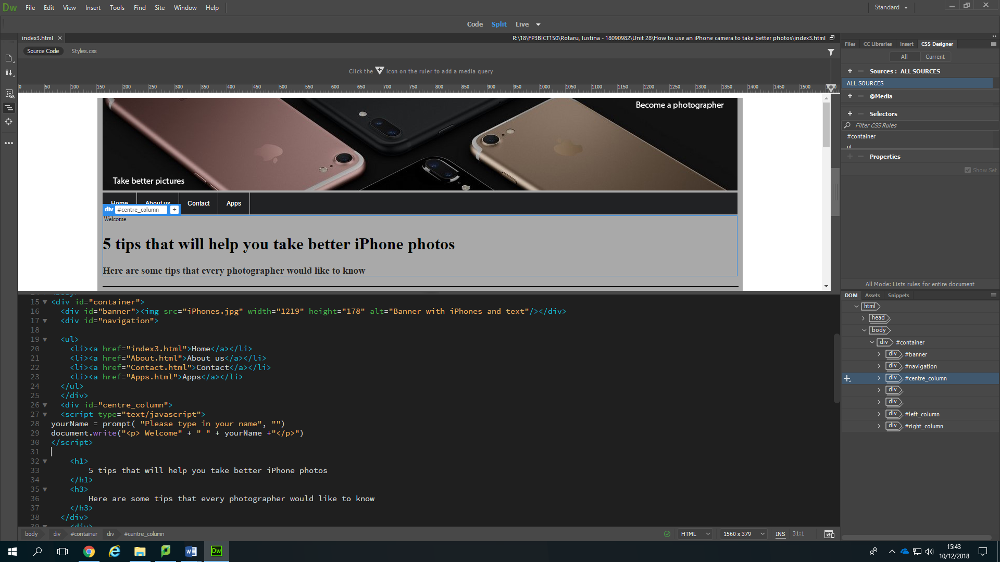 Dw File Edit View Insert Tools Find Site Window Help Standard
Code Split Live
index3.html × R:\18\FP3BICT1S0\Rotaru, Iustina - 18090982\Unit 28\How to use an iPhone camera to take better photos\index3.html
Source Code Styles.css
Click the icon on the ruler to add a media query
0 50 100 150 200 250 300 350 400 450 500 550 600 650 700 750 800 850 900 950 1000 1050 1100 1150 1200 1250 1300 1350 1400 1450 1500
Become a photographer
Take better pictures
Home About us Contact Apps
div #centre_column +
Welcome
5 tips that will help you take better iPhone photos
Here are some tips that every photographer would like to know
15 <div id="container">
16 <div id="banner"><img src="iPhones.jpg" width="1219" height="178" alt="Banner with iPhones and text"/></div>
17 <div id="navigation">
18
19 <ul>
20 <li><a href="index3.html">Home</a></li>
21 <li><a href="About.html">About us</a></li>
22 <li><a href="Contact.html">Contact</a></li>
23 <li><a href="Apps.html">Apps</a></li>
24 </ul>
25 </div>
26 <div id="centre_column">
27 <script type="text/javascript">
28 yourName = prompt( "Please type in your name", "")
29 document.write("<p> Welcome" + " " + yourName +"</p>")
30 </script>
31
32 <h1>
33 5 tips that will help you take better iPhone photos
34 </h1>
35 <h3>
36 Here are some tips that every photographer would like to know
37 </h3>
38 </div>
39 <div>
body div #container div #centre_column HTML 1560 x 379 INS 31:1
Files CC Libraries Insert CSS Designer
All Current
+ Sources : ALL SOURCES
ALL SOURCES
+ @Media
+ Selectors
Filter CSS Rules
#container
ul
+ Properties
Show Set
All Mode: Lists rules for entire document
DOM Assets Snippets
html
head
body
div #container
div #banner
div #navigation
div #centre_column
div
div
div #left_column
div #right_column
Dw
15:43
10/12/2018